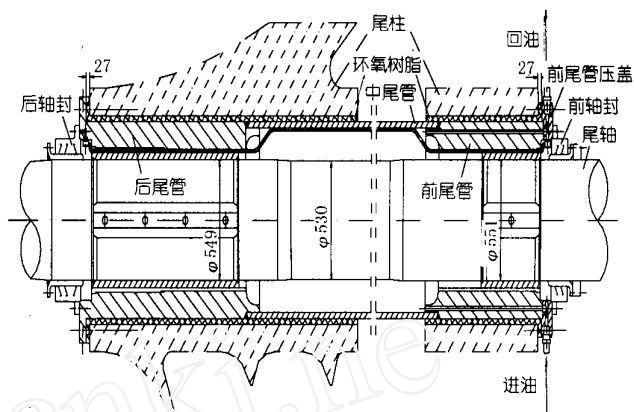 尾柱
回油
27
环氧树脂
27
前尾管压盖
后轴封
中尾管
前轴封
尾轴
后尾管
前尾管
φ549
φ530
φ551
进油